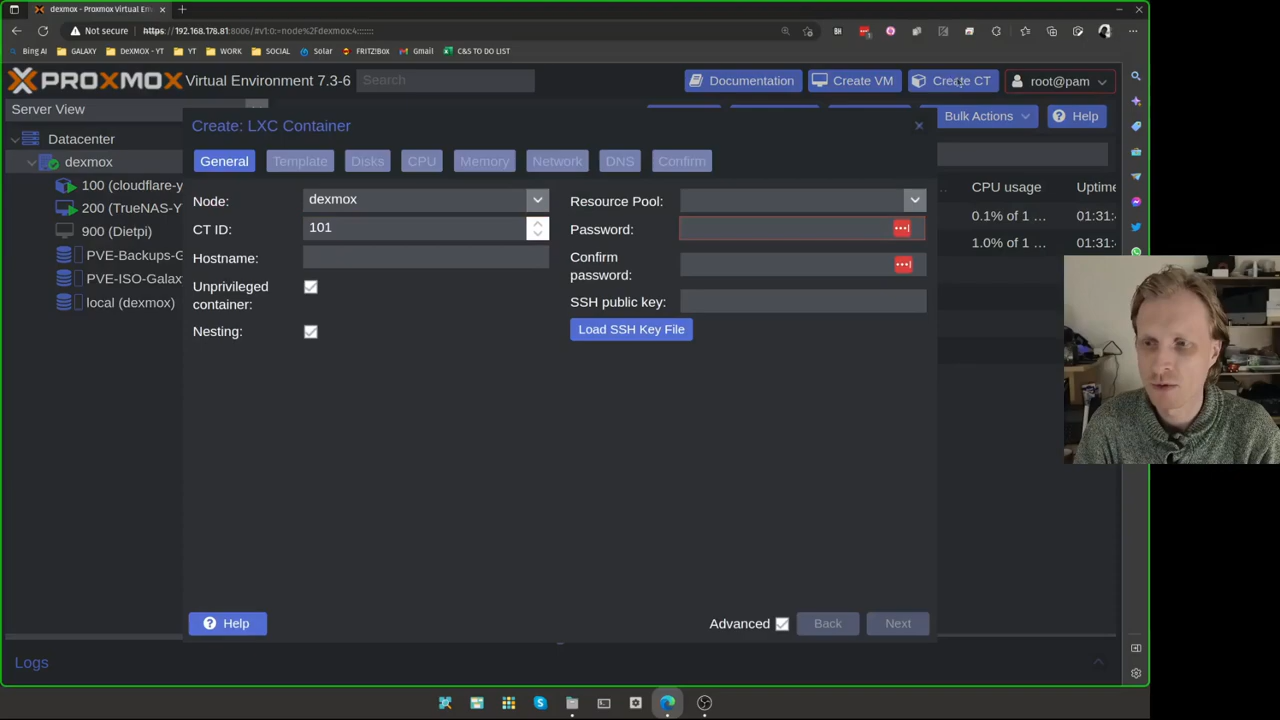 dexmox - Proxmox Virtual En
Not secure https://192.168.178.81:8006/#v1:0:=node%2Fdexmox:4:::::::
Bing AI GALAXY DEXMOX - YT YT WORK SOCIAL Solar FRITZ!Box Gmail C&S TO DO LIST
PROXMOX Virtual Environment 7.3-6 Search Documentation Create VM Create CT root@pam
Server View
Bulk Actions Help
Datacenter
dexmox
100 (cloudflare-y
200 (TrueNAS-Y
900 (Dietpi)
PVE-Backups-G
PVE-ISO-Galax
local (dexmox)
Create: LXC Container
General Template Disks CPU Memory Network DNS Confirm
Node: dexmox
CT ID: 101
Hostname:
Unprivileged
container:
Nesting:
Resource Pool:
Password:
Confirm
password:
SSH public key:
Load SSH Key File
CPU usage Uptime
0.1% of 1 ... 01:31:
1.0% of 1 ... 01:31:
Help Advanced Back Next
Logs